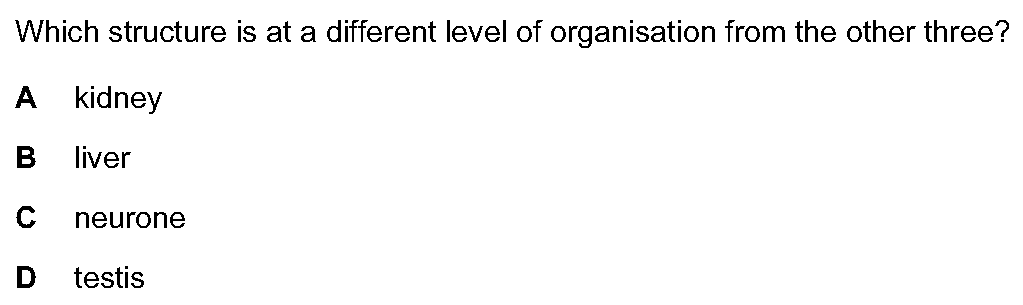 Which structure is at a different level of organisation from the other three?
A kidney
B liver
C neurone
D testis